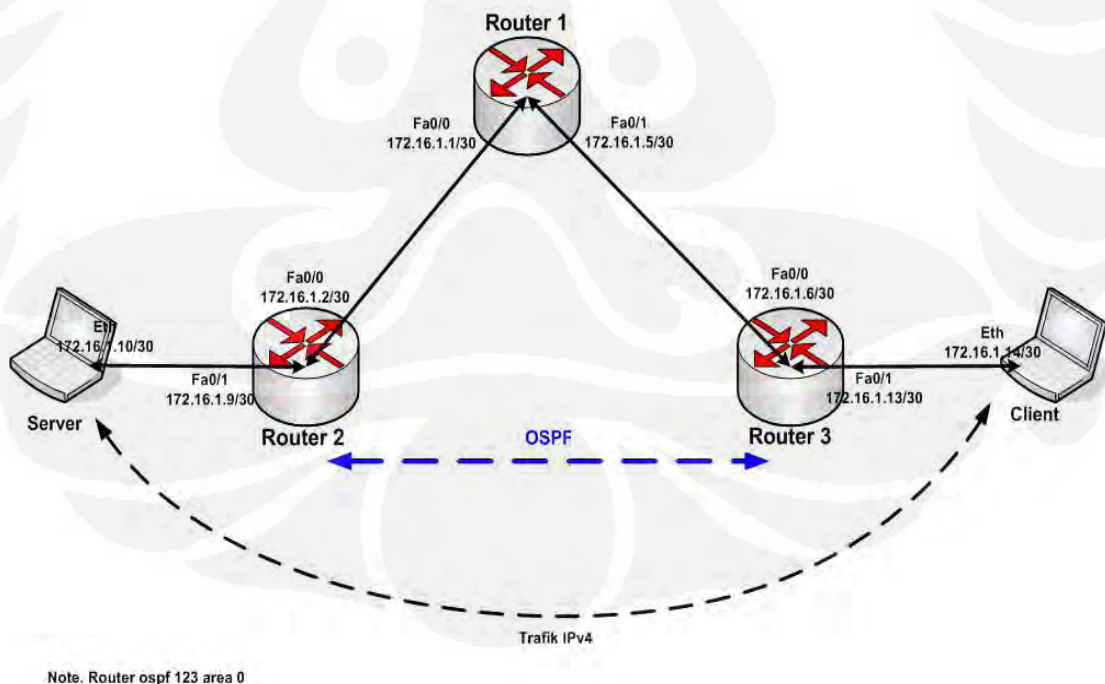 Router 1
Fa0/0
172.16.1.1/30
Fa0/1
172.16.1.5/30
Fa0/0
172.16.1.2/30
Fa0/0
172.16.1.6/30
Eth
172.16.1.10/30
Fa0/1
172.16.1.9/30
Eth
172.16.1.14/30
Fa0/1
172.16.1.13/30
Server
Router 2
OSPF
Router 3
Client
Trafik IPv4
Note. Router ospf 123 area 0